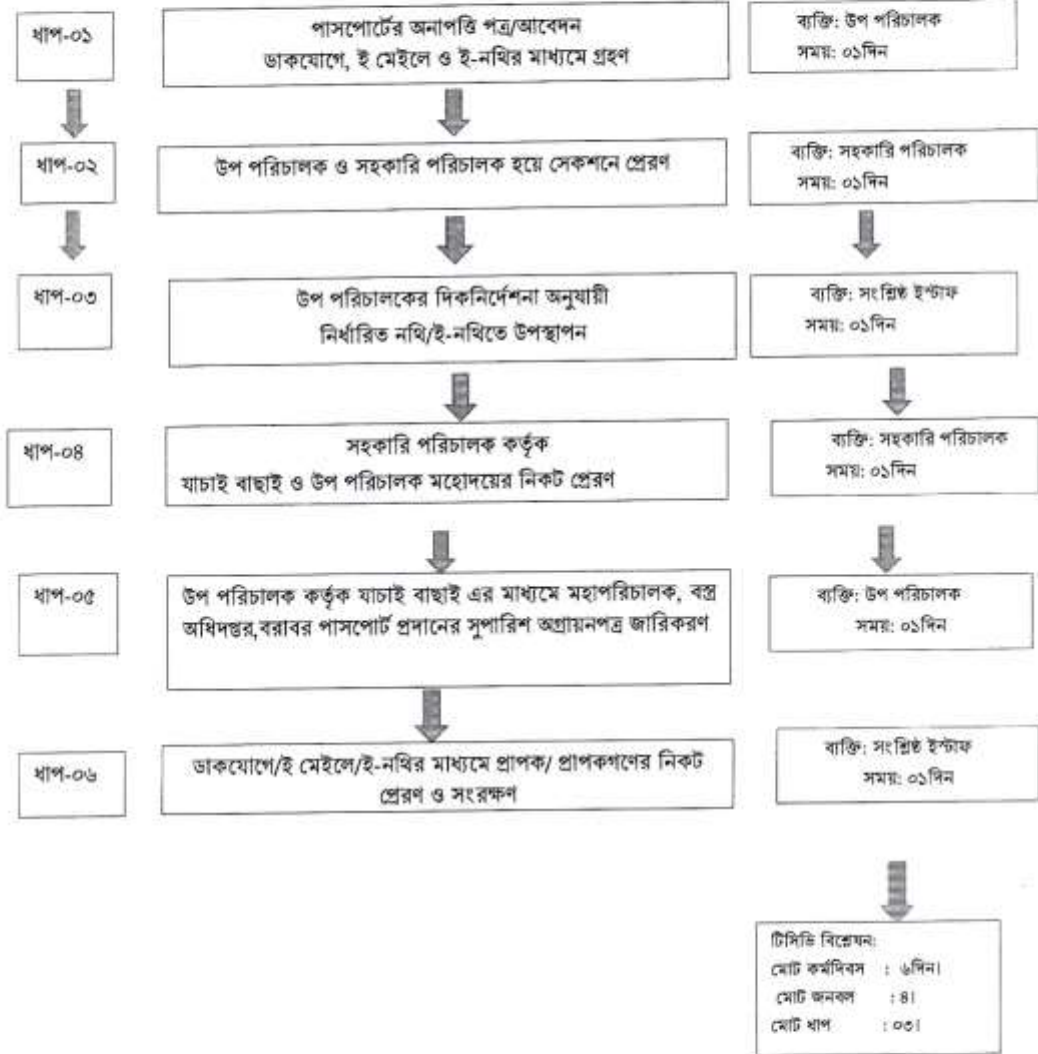 ধাপ-০১
পাসপোর্টের অনাপত্তি পত্র/আবেদন
ডাকযোগে, ই মেইলে ও ই-নথির মাধ্যমে গ্রহণ
ব্যক্তি: উপ পরিচালক
সময়: ০১দিন
ধাপ-০২
উপ পরিচালক ও সহকারি পরিচালক হয়ে সেকশনে প্রেরণ
ব্যক্তি: সহকারি পরিচালক
সময়: ০১দিন
ধাপ-০৩
উপ পরিচালকের দিকনির্দেশনা অনুযায়ী
নির্ধারিত নথি/ই-নথিতে উপস্থাপন
ব্যক্তি: সংশ্লিষ্ঠ ইস্টাফ
সময়: ০১দিন
ধাপ-০৪
সহকারি পরিচালক কর্তৃক
যাচাই বাছাই ও উপ পরিচালক মহোদয়ের নিকট প্রেরণ
ব্যক্তি: সহকারি পরিচালক
সময়: ০১দিন
ধাপ-০৫
উপ পরিচালক কর্তৃক যাচাই বাছাই এর মাধ্যমে মহাপরিচালক, বস্ত্র
অধিদপ্তর,বরাবর পাসপোর্ট প্রদানের সুপারিশ অগ্রায়নপত্র জারিকরণ
ব্যক্তি: উপ পরিচালক
সময়: ০১দিন
ধাপ-০৬
ডাকযোগে/ই মেইলে/ই-নথির মাধ্যমে প্রাপক/ প্রাপকগণের নিকট
প্রেরণ ও সংরক্ষণ
ব্যক্তি: সংশ্লিষ্ঠ ইস্টাফ
সময়: ০১দিন
টিসিভি বিশ্লেষন:
মোট কর্মদিবস : ৬দিন।
মোট জনবল : ৪।
মোট ধাপ : ০৩।